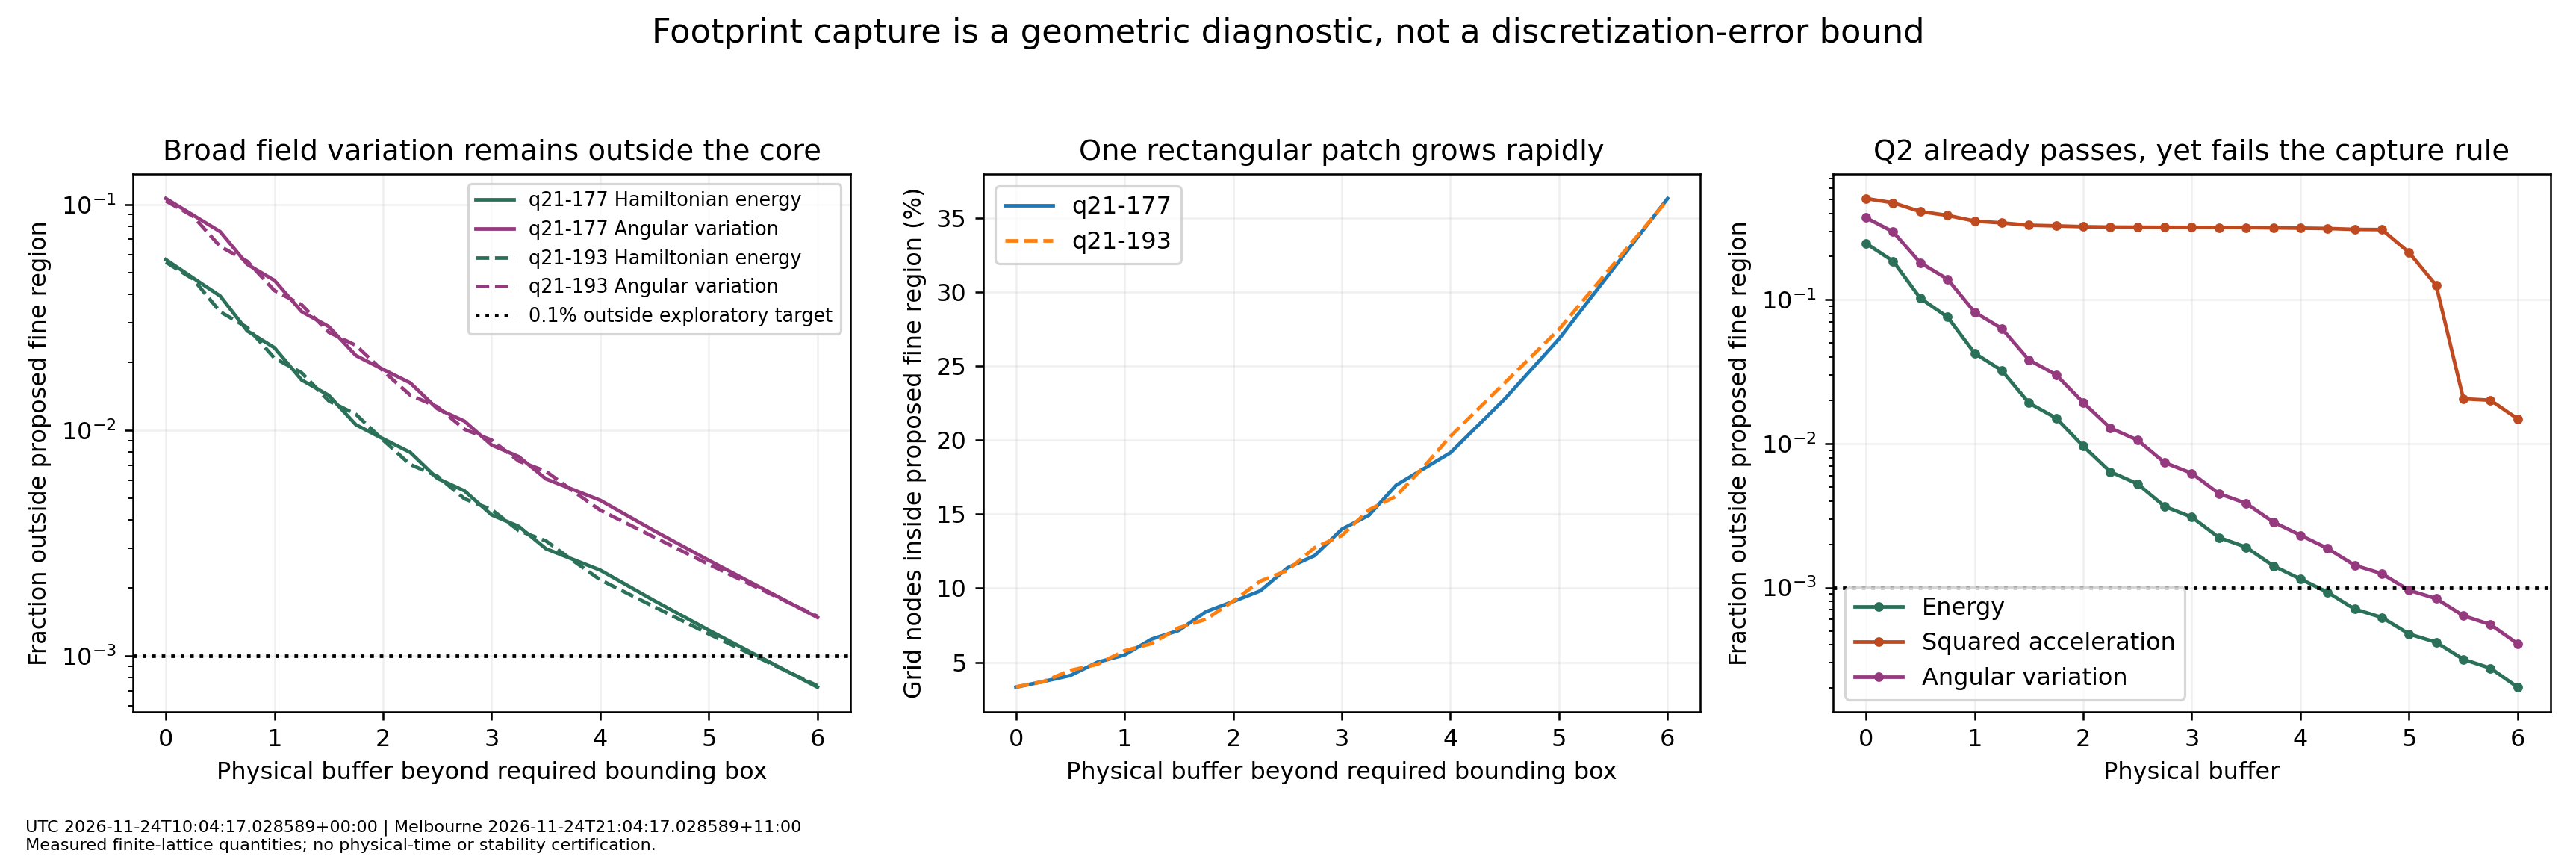 Footprint capture is a geometric diagnostic, not a discretization-error bound
Broad field variation remains outside the core
Fraction outside proposed fine region
10⁻¹
10⁻²
10⁻³
q21-177 Hamiltonian energy
q21-177 Angular variation
q21-193 Hamiltonian energy
q21-193 Angular variation
0.1% outside exploratory target
0 1 2 3 4 5 6
Physical buffer beyond required bounding box
One rectangular patch grows rapidly
Grid nodes inside proposed fine region (%)
35
30
25
20
15
10
5
q21-177
q21-193
0 1 2 3 4 5 6
Physical buffer beyond required bounding box
Q2 already passes, yet fails the capture rule
Fraction outside proposed fine region
10⁻¹
10⁻²
10⁻³
Energy
Squared acceleration
Angular variation
0 1 2 3 4 5 6
Physical buffer
UTC 2026-11-24T10:04:17.028589+00:00 | Melbourne 2026-11-24T21:04:17.028589+11:00
Measured finite-lattice quantities; no physical-time or stability certification.